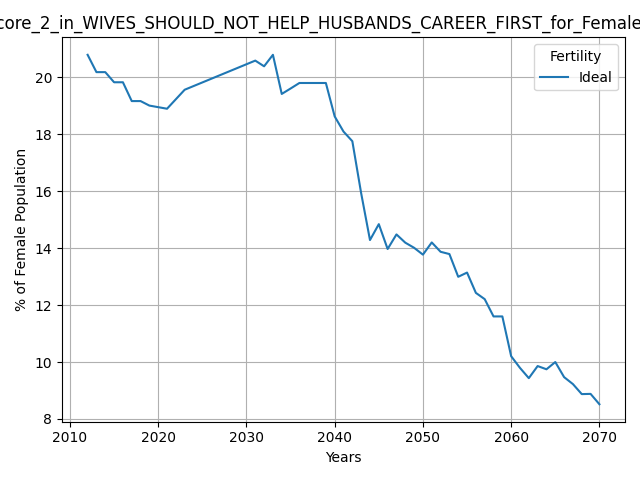 core_2_in_WIVES_SHOULD_NOT_HELP_HUSBANDS_CAREER_FIRST_for_Female
Fertility
Ideal
% of Female Population
20
18
16
14
12
10
8
2010 2020 2030 2040 2050 2060 2070
Years